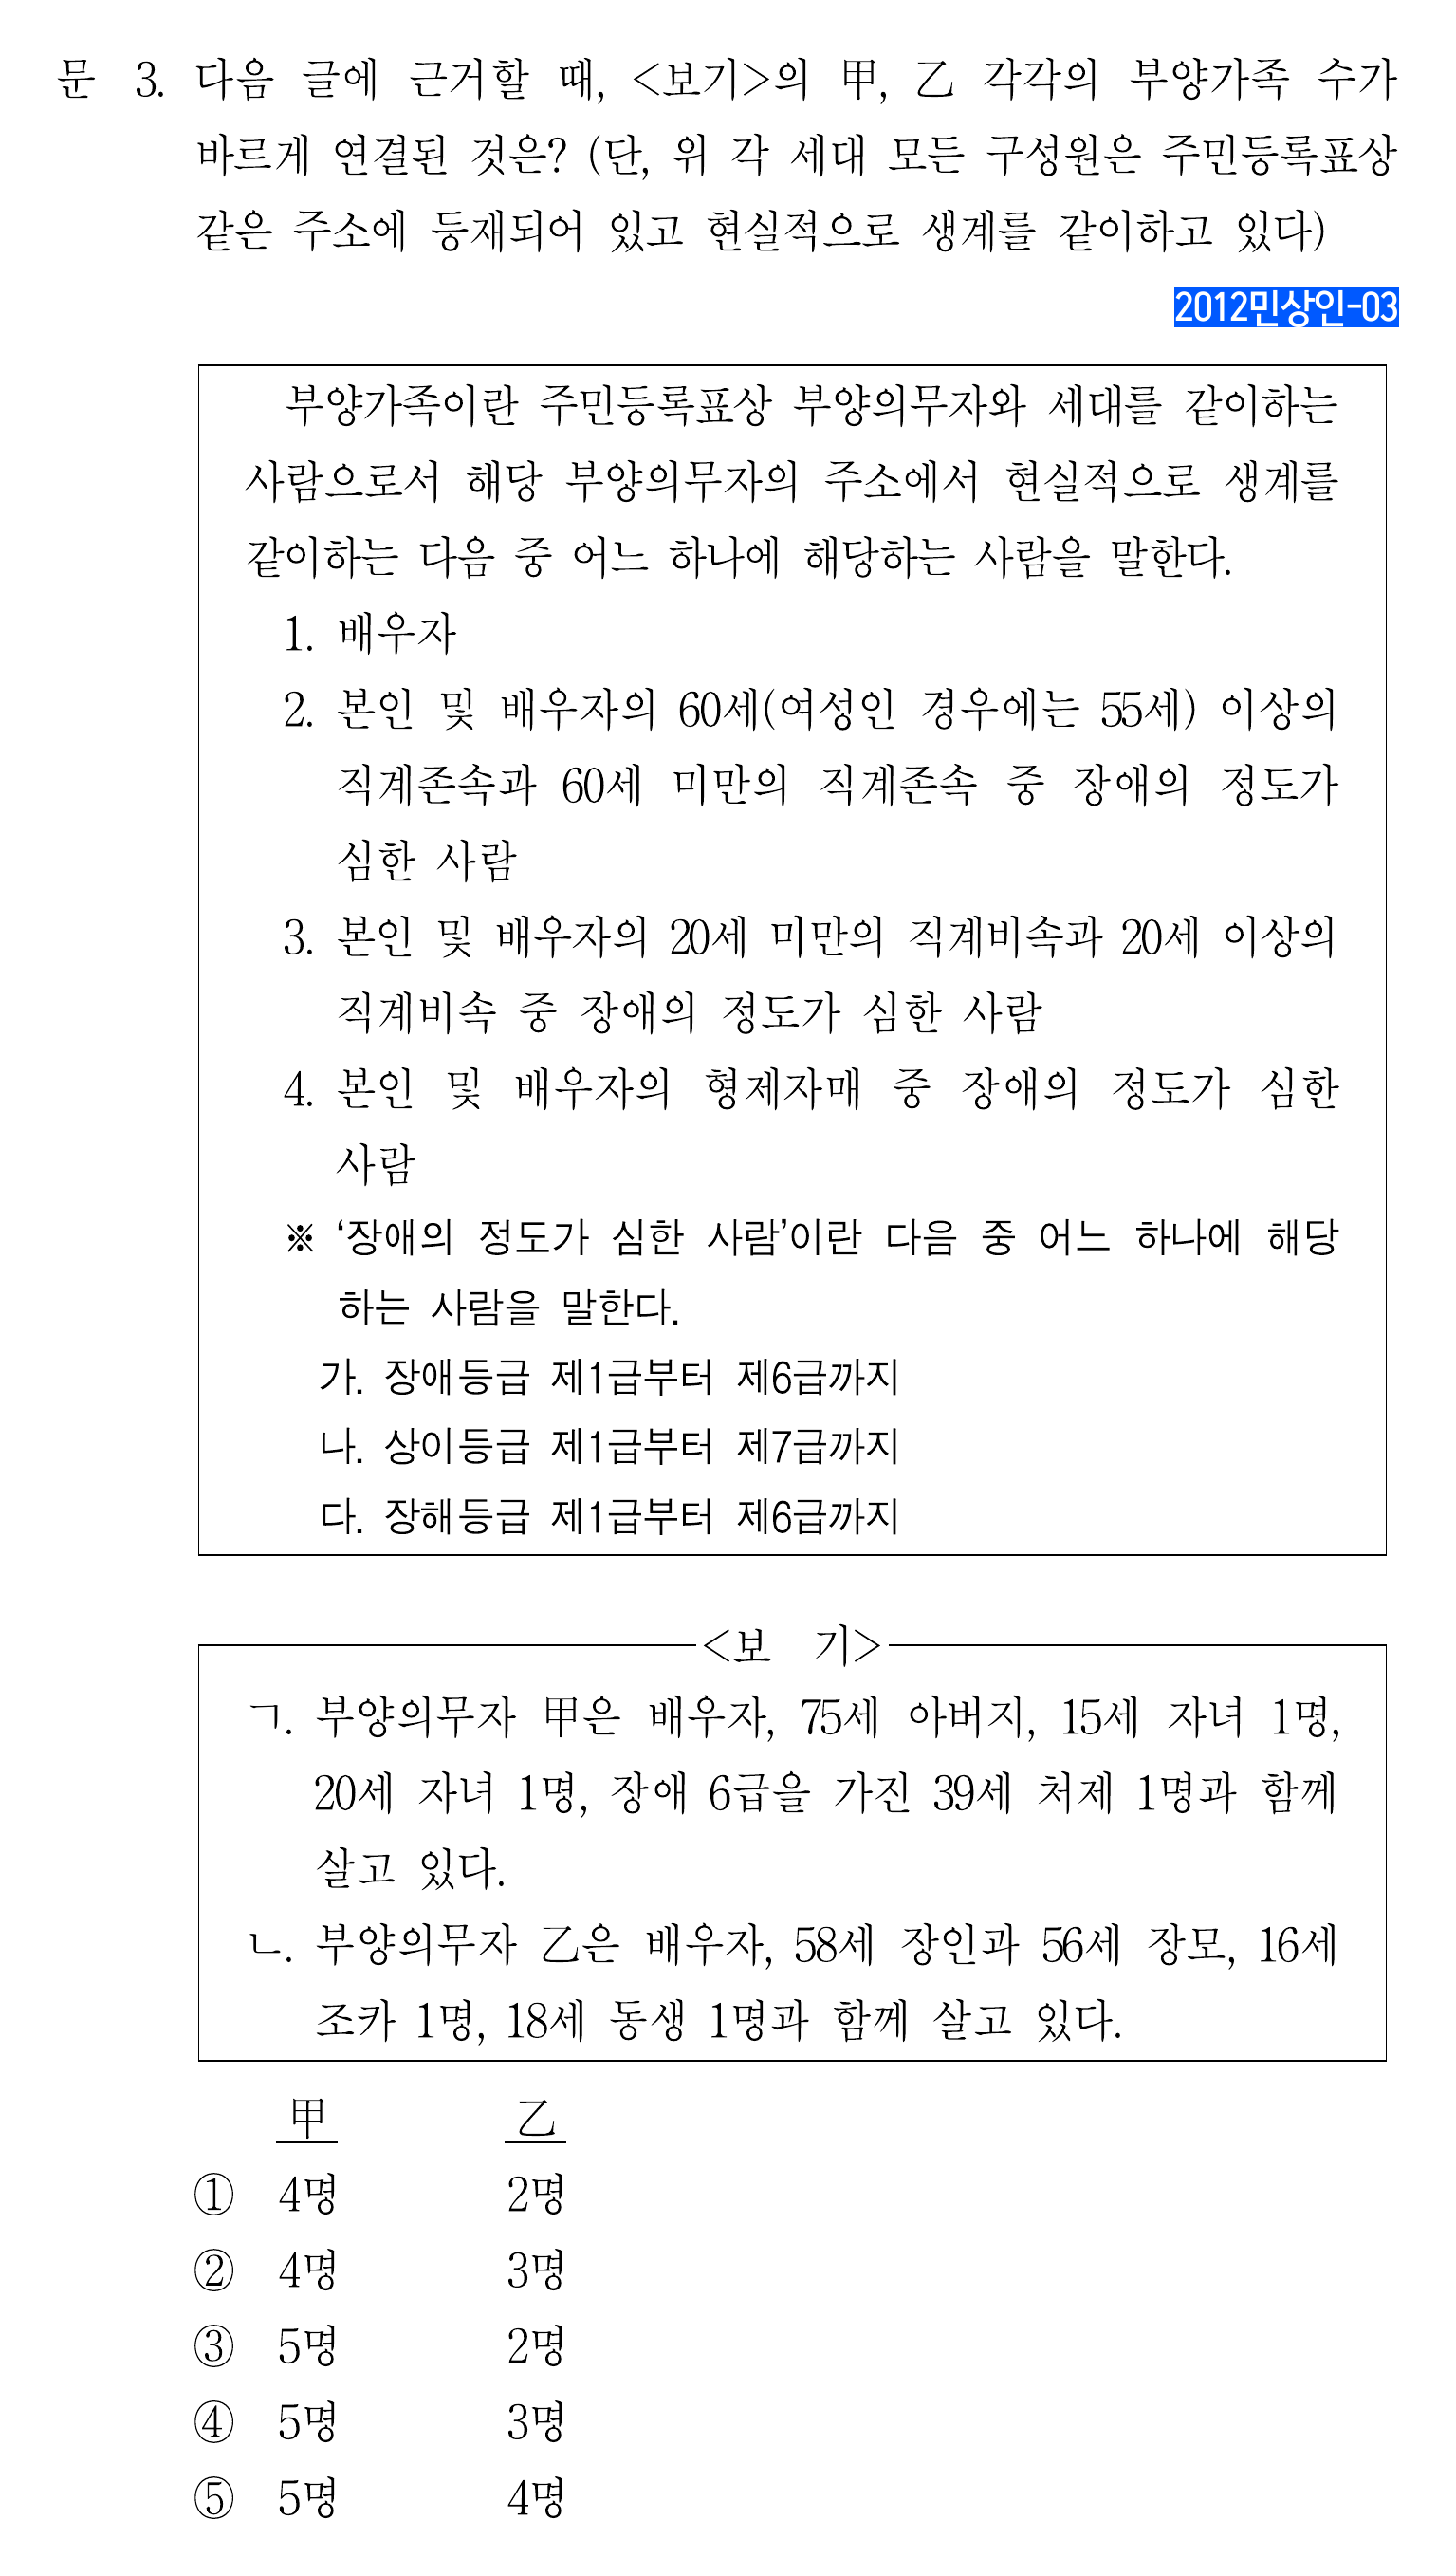 문 3. 다음 글에 근거할 때, <보기>의 甲, 乙 각각의 부양가족 수가
바르게 연결된 것은? (단, 위 각 세대 모든 구성원은 주민등록표상
같은 주소에 등재되어 있고 현실적으로 생계를 같이하고 있다)
2012민상인-03
부양가족이란 주민등록표상 부양의무자와 세대를 같이하는
사람으로서 해당 부양의무자의 주소에서 현실적으로 생계를
같이하는 다음 중 어느 하나에 해당하는 사람을 말한다.
1. 배우자
2. 본인 및 배우자의 60세(여성인 경우에는 55세) 이상의
직계존속과 60세 미만의 직계존속 중 장애의 정도가
심한 사람
3. 본인 및 배우자의 20세 미만의 직계비속과 20세 이상의
직계비속 중 장애의 정도가 심한 사람
4. 본인 및 배우자의 형제자매 중 장애의 정도가 심한
사람
※ ‘장애의 정도가 심한 사람’이란 다음 중 어느 하나에 해당
하는 사람을 말한다.
가. 장애등급 제1급부터 제6급까지
나. 상이등급 제1급부터 제7급까지
다. 장해등급 제1급부터 제6급까지
<보 기>
ㄱ. 부양의무자 甲은 배우자, 75세 아버지, 15세 자녀 1명,
20세 자녀 1명, 장애 6급을 가진 39세 처제 1명과 함께
살고 있다.
ㄴ. 부양의무자 乙은 배우자, 58세 장인과 56세 장모, 16세
조카 1명, 18세 동생 1명과 함께 살고 있다.
甲 乙
① 4명 2명
② 4명 3명
③ 5명 2명
④ 5명 3명
⑤ 5명 4명